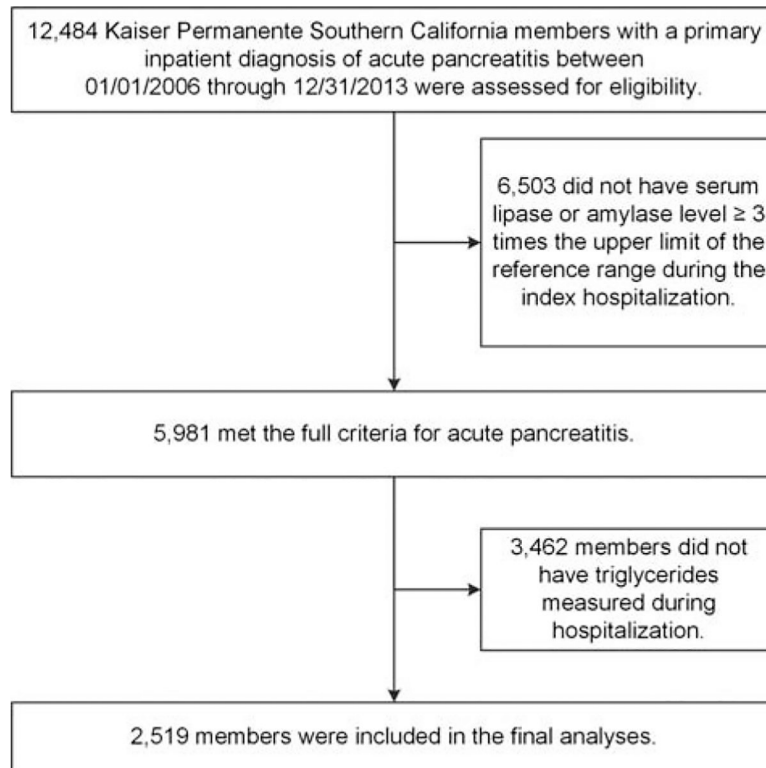 12,484 Kaiser Permanente Southern California members with a primary
inpatient diagnosis of acute pancreatitis between
01/01/2006 through 12/31/2013 were assessed for eligibility.
6,503 did not have serum
lipase or amylase level ≥ 3
times the upper limit of the
reference range during the
index hospitalization.
5,981 met the full criteria for acute pancreatitis.
3,462 members did not
have triglycerides
measured during
hospitalization.
2,519 members were included in the final analyses.